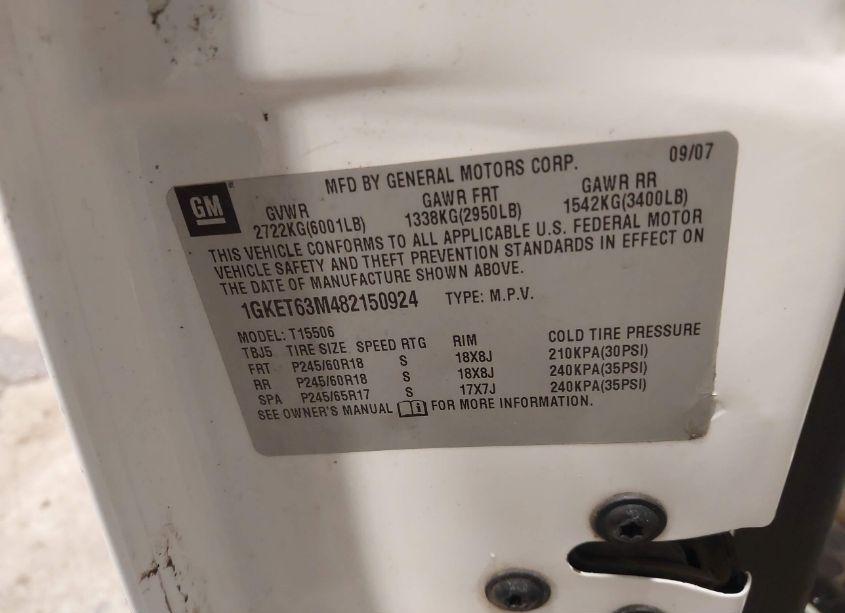 GM
MFD BY GENERAL MOTORS CORP. 09/07
GVWR GAWR FRT GAWR RR
2722KG(6001LB) 1338KG(2950LB) 1542KG(3400LB)
THIS VEHICLE CONFORMS TO ALL APPLICABLE U.S. FEDERAL MOTOR
VEHICLE SAFETY AND THEFT PREVENTION STANDARDS IN EFFECT ON
THE DATE OF MANUFACTURE SHOWN ABOVE.
1GKET63M482150924 TYPE: M.P.V.
MODEL: T15506
TBJ5 TIRE SIZE SPEED RTG RIM COLD TIRE PRESSURE
FRT P245/60R18 S 18X8J 210KPA(30PSI)
RR P245/60R18 S 18X8J 240KPA(35PSI)
SPA P245/65R17 S 17X7J 240KPA(35PSI)
SEE OWNER'S MANUAL FOR MORE INFORMATION.